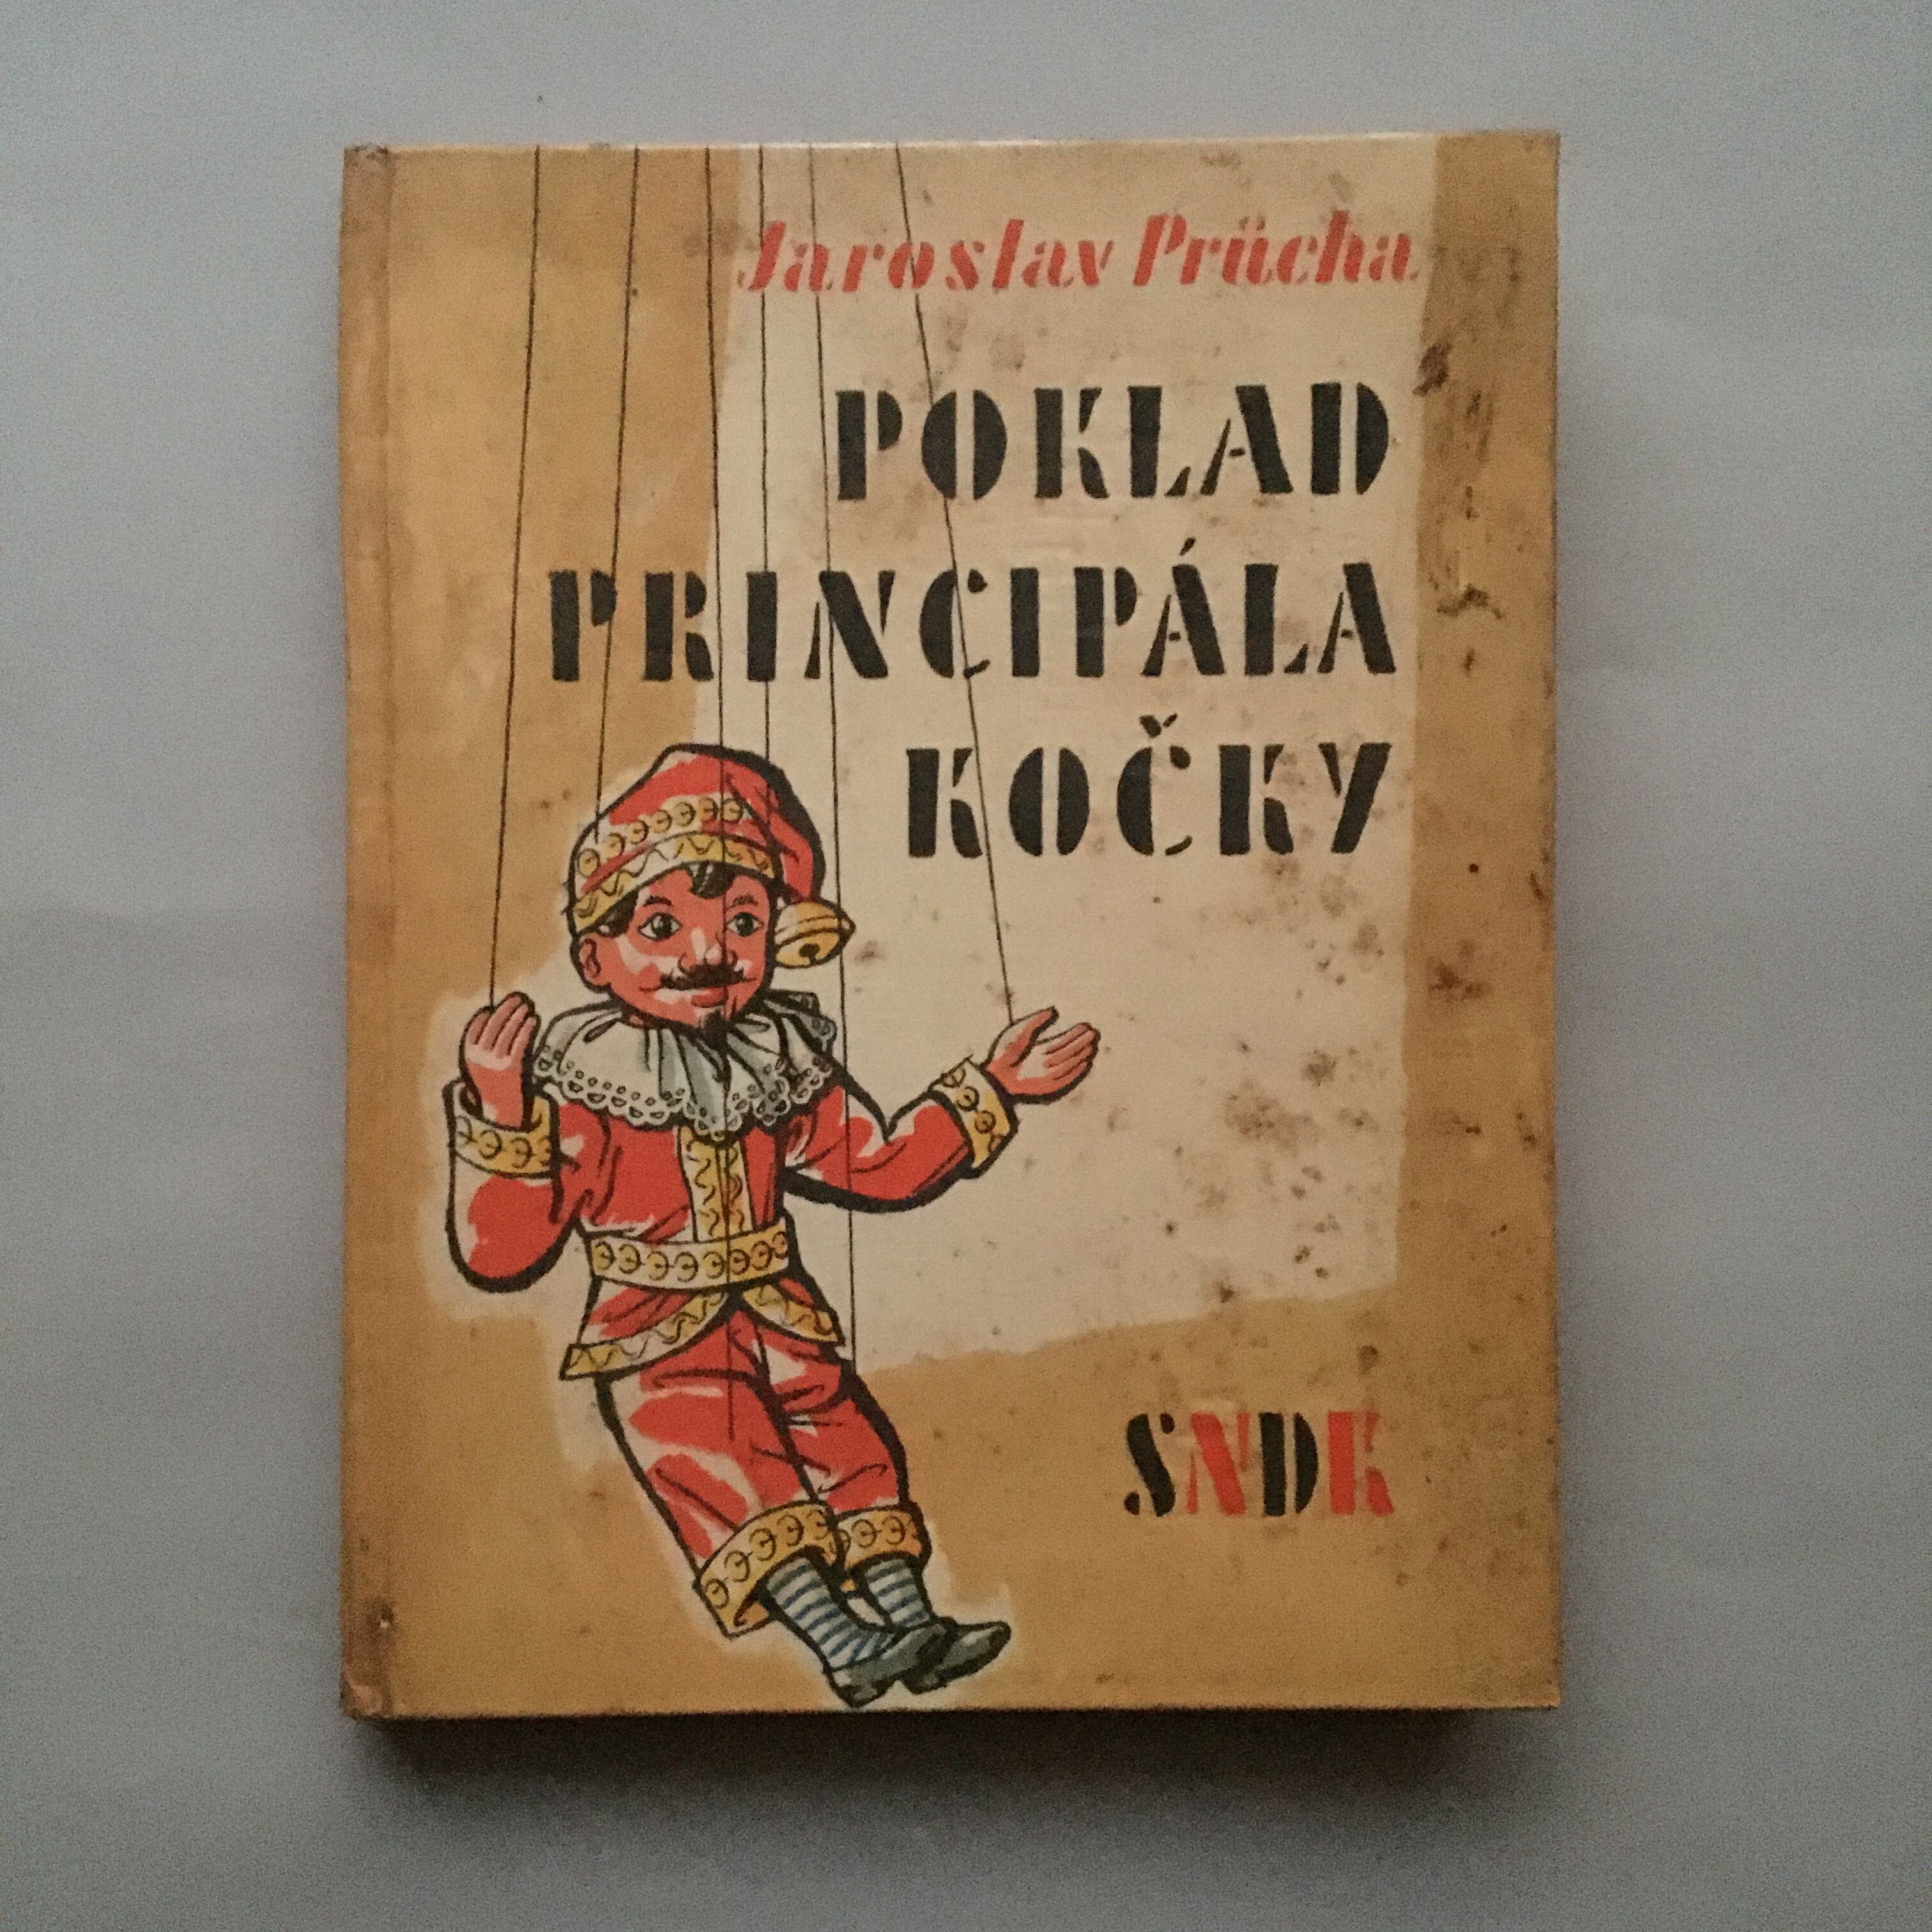 Jaroslav Průcha
POKLAD
PRINCIPÁLA
KOČKY
SNDK